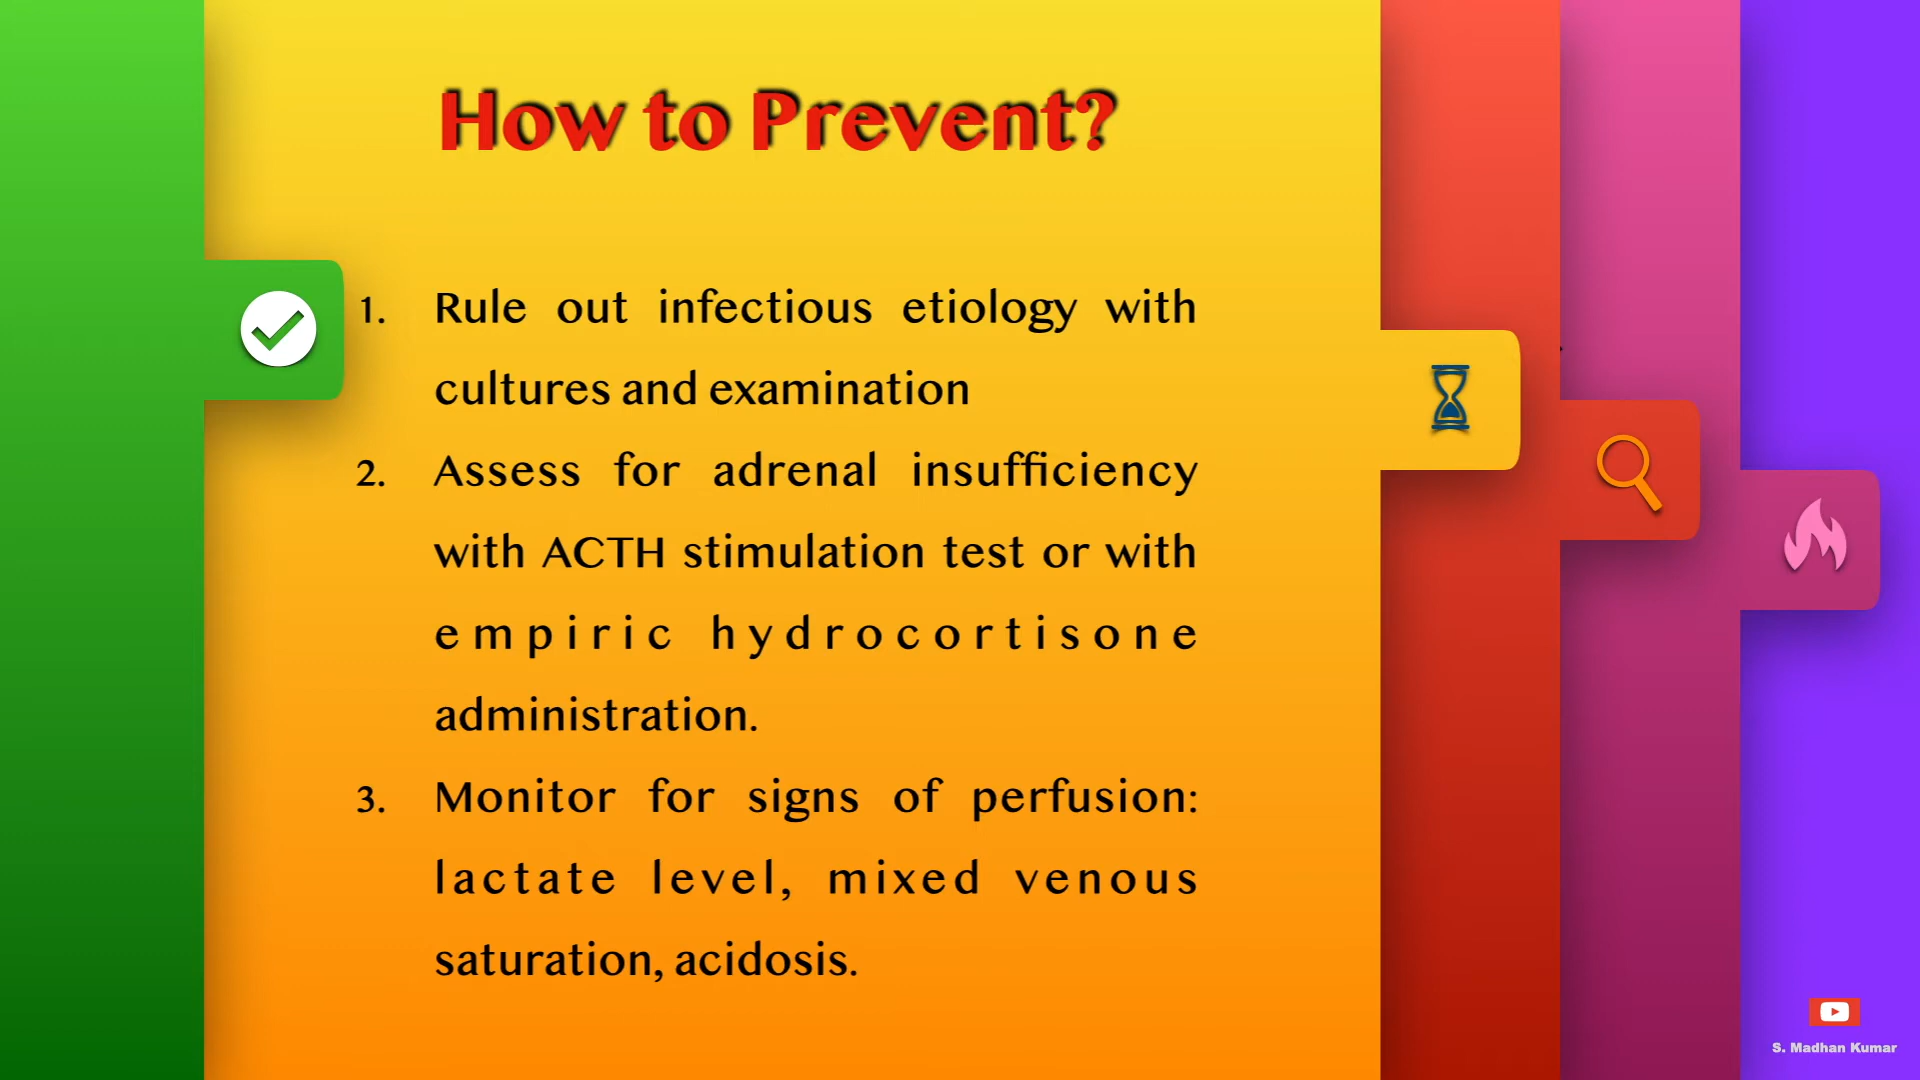 How to Prevent?
1. Rule out infectious etiology with
cultures and examination
2. Assess for adrenal insufficiency
with ACTH stimulation test or with
empiric hydrocortisone
administration.
3. Monitor for signs of perfusion:
lactate level, mixed venous
saturation, acidosis.
S. Madhan Kumar